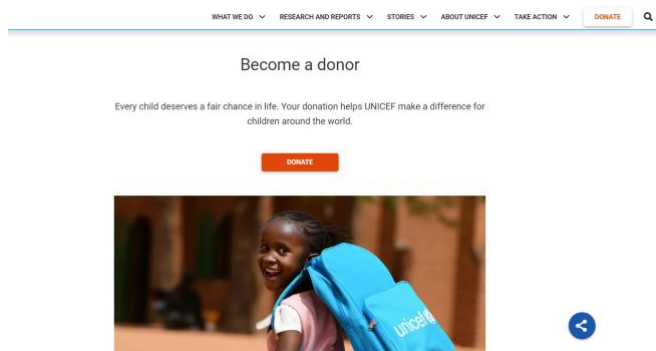 WHAT WE DO RESEARCH AND REPORTS STORIES ABOUT UNICEF TAKE ACTION DONATE
Become a donor
Every child deserves a fair chance in life. Your donation helps UNICEF make a difference for
children around the world.
DONATE
unicef